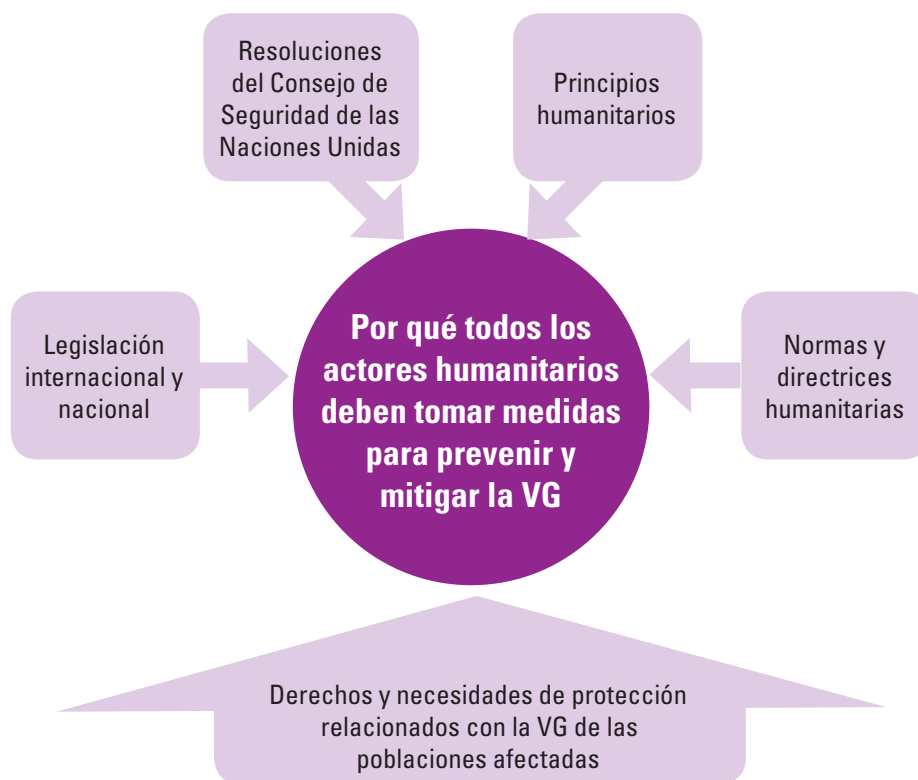 Resoluciones
del Consejo de
Seguridad de las
Naciones Unidas
Principios
humanitarios
Legislación
internacional y
nacional
Por qué todos los
actores humanitarios
deben tomar medidas
para prevenir y
mitigar la VG
Normas y
directrices
humanitarias
Derechos y necesidades de protección
relacionados con la VG de las
poblaciones afectadas